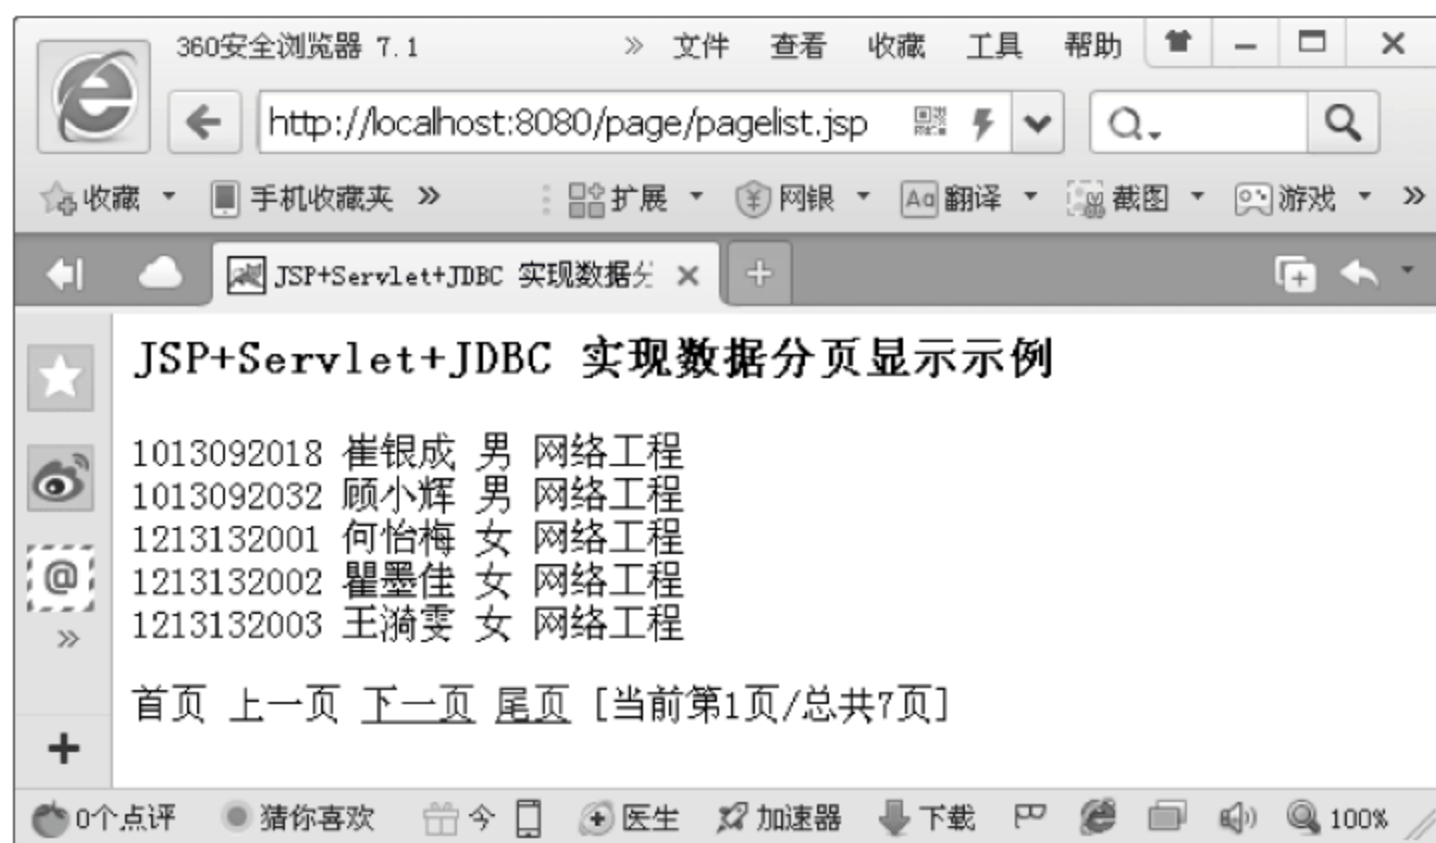 360安全浏览器 7.1 » 文件 查看 收藏 工具 帮助
http://localhost:8080/page/pagelist.jsp
收藏 手机收藏夹 » 扩展 网银 Aa 翻译 截图 游戏 »
JSP+Servlet+JDBC 实现数据分
JSP+Servlet+JDBC 实现数据分页显示示例
1013092018 崔银成 男 网络工程
1013092032 顾小辉 男 网络工程
1213132001 何怡梅 女 网络工程
1213132002 瞿墨佳 女 网络工程
1213132003 王漪雯 女 网络工程
首页 上一页 下一页 尾页 [当前第1页/总共7页]
0个点评 猜你喜欢 今 医生 加速器 下载 100%